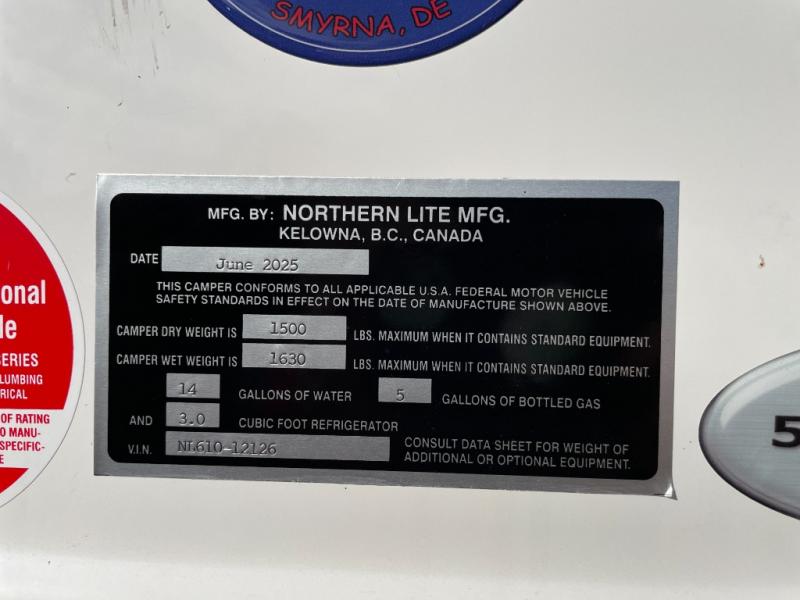 SMYRNA, DE
MFG. BY: NORTHERN LITE MFG.
KELOWNA, B.C., CANADA
DATE June 2025
THIS CAMPER CONFORMS TO ALL APPLICABLE U.S.A. FEDERAL MOTOR VEHICLE
SAFETY STANDARDS IN EFFECT ON THE DATE OF MANUFACTURE SHOWN ABOVE.
CAMPER DRY WEIGHT IS 1500 LBS. MAXIMUM WHEN IT CONTAINS STANDARD EQUIPMENT.
CAMPER WET WEIGHT IS 1630 LBS. MAXIMUM WHEN IT CONTAINS STANDARD EQUIPMENT.
14 GALLONS OF WATER 5 GALLONS OF BOTTLED GAS
AND 3.0 CUBIC FOOT REFRIGERATOR
V.I.N. NL610-12126 CONSULT DATA SHEET FOR WEIGHT OF
ADDITIONAL OR OPTIONAL EQUIPMENT.
onal
le
SERIES
LUMBING
RICAL
OF RATING
O MANU-
SPECIFIC-
E
5